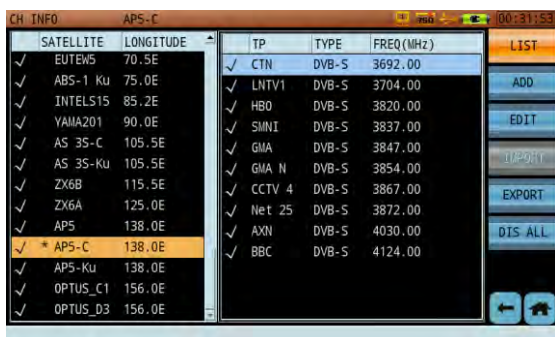 CH INFO AP5-C 00:31:53
SATELLITE LONGITUDE
EUTEW5 70.5E
ABS-1 Ku 75.0E
INTELS15 85.2E
YAMA201 90.0E
AS 3S-C 105.5E
AS 3S-Ku 105.5E
ZX6B 115.5E
ZX6A 125.0E
AP5 138.0E
* AP5-C 138.0E
AP5-Ku 138.0E
OPTUS_C1 156.0E
OPTUS_D3 156.0E
TP TYPE FREQ(MHz)
CTN DVB-S 3692.00
LNTV1 DVB-S 3704.00
HBO DVB-S 3820.00
SMNI DVB-S 3837.00
GMA DVB-S 3847.00
GMA N DVB-S 3854.00
CCTV 4 DVB-S 3867.00
Net 25 DVB-S 3872.00
AXN DVB-S 4030.00
BBC DVB-S 4124.00
LIST
ADD
EDIT
IMPORT
EXPORT
DIS ALL